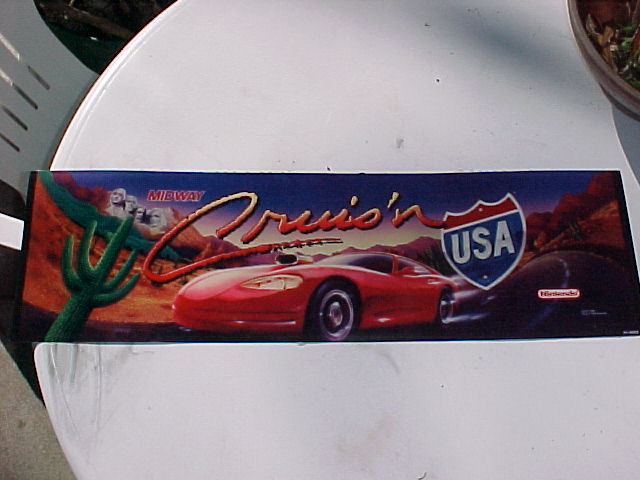 MIDWAY
Cruis'n
USA
Nintendo